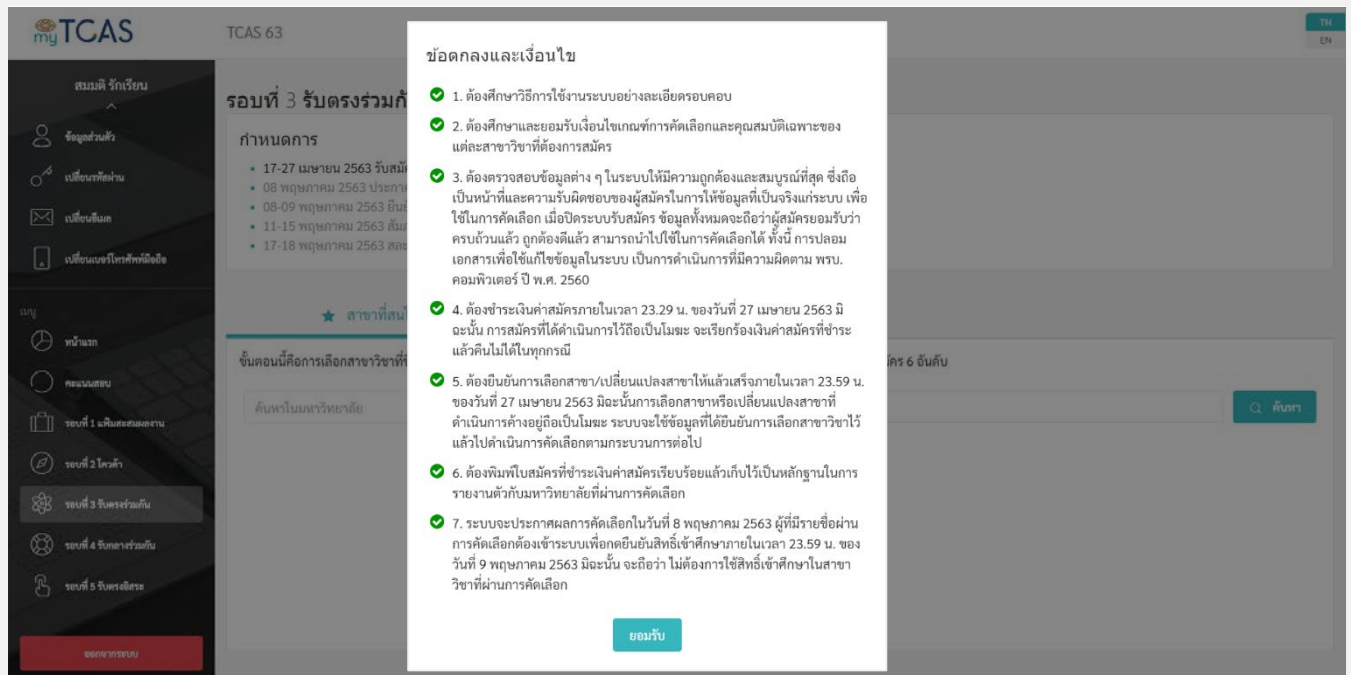 myTCAS
TCAS 63
TH
EN
สมมติ รักเรียน
ข้อมูลส่วนตัว
เปลี่ยนรหัสผ่าน
เปลี่ยนอีเมล
เปลี่ยนเบอร์โทรศัพท์มือถือ
เมนู
หน้าแรก
คะแนนสอบ
รอบที่ 1 แฟ้มสะสมผลงาน
รอบที่ 2 โควต้า
รอบที่ 3 รับตรงร่วมกัน
รอบที่ 4 รับกลางร่วมกัน
รอบที่ 5 รับตรงอิสระ
ออกจากระบบ
รอบที่ 3 รับตรงร่วมกั
กำหนดการ
17-27 เมษายน 2563 รับสมัค
08 พฤษภาคม 2563 ประกาศ
08-09 พฤษภาคม 2563 ยืน
11-15 พฤษภาคม 2563 สัม
17-18 พฤษภาคม 2563 สละ
สาขาที่สนใ
ขั้นตอนนี้คือการเลือกสาขาวิชาที่
ัคร 6 อันดับ
ค้นหาในมหาวิทยาลัย
ค้นหา
ข้อตกลงและเงื่อนไข
1. ต้องศึกษาวิธีการใช้งานระบบอย่างละเอียดรอบคอบ
2. ต้องศึกษาและยอมรับเงื่อนไขเกณฑ์การคัดเลือกและคุณสมบัติเฉพาะของ
แต่ละสาขาวิชาที่ต้องการสมัคร
3. ต้องตรวจสอบข้อมูลต่าง ๆ ในระบบให้มีความถูกต้องและสมบูรณ์ที่สุด ซึ่งถือ
เป็นหน้าที่และความรับผิดชอบของผู้สมัครในการให้ข้อมูลที่เป็นจริงแก่ระบบ เพื่อ
ใช้ในการคัดเลือก เมื่อปิดระบบรับสมัคร ข้อมูลทั้งหมดจะถือว่าผู้สมัครยอมรับว่า
ครบถ้วนแล้ว ถูกต้องดีแล้ว สามารถนำไปใช้ในการคัดเลือกได้ ทั้งนี้ การปลอม
เอกสารเพื่อใช้แก้ไขข้อมูลในระบบ เป็นการดำเนินการที่มีความผิดตาม พรบ.
คอมพิวเตอร์ ปี พ.ศ. 2560
4. ต้องชำระเงินค่าสมัครภายในเวลา 23.29 น. ของวันที่ 27 เมษายน 2563 มิ
ฉะนั้น การสมัครที่ได้ดำเนินการไว้ถือเป็นโมฆะ จะเรียกร้องเงินค่าสมัครที่ชำระ
แล้วคืนไม่ได้ในทุกกรณี
5. ต้องยืนยันการเลือกสาขา/เปลี่ยนแปลงสาขาให้แล้วเสร็จภายในเวลา 23.59 น.
ของวันที่ 27 เมษายน 2563 มิฉะนั้นการเลือกสาขาหรือเปลี่ยนแปลงสาขาที่
ดำเนินการค้างอยู่ถือเป็นโมฆะ ระบบจะใช้ข้อมูลที่ได้ยืนยันการเลือกสาขาวิชาไว้
แล้วไปดำเนินการคัดเลือกตามกระบวนการต่อไป
6. ต้องพิมพ์ใบสมัครที่ชำระเงินค่าสมัครเรียบร้อยแล้วเก็บไว้เป็นหลักฐานในการ
รายงานตัวกับมหาวิทยาลัยที่ผ่านการคัดเลือก
7. ระบบจะประกาศผลการคัดเลือกในวันที่ 8 พฤษภาคม 2563 ผู้ที่มีรายชื่อผ่าน
การคัดเลือกต้องเข้าระบบเพื่อกดยืนยันสิทธิ์เข้าศึกษาภายในเวลา 23.59 น. ของ
วันที่ 9 พฤษภาคม 2563 มิฉะนั้น จะถือว่า ไม่ต้องการใช้สิทธิ์เข้าศึกษาในสาขา
วิชาที่ผ่านการคัดเลือก
ยอมรับ